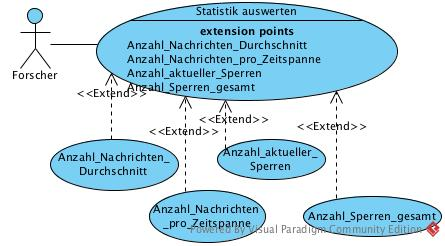 Statistik auswerten
extension points
Anzahl_Nachrichten_Durchschnitt
Anzahl_Nachrichten_pro_Zeitspanne
Anzahl_aktueller_Sperren
Anzahl_Sperren_gesamt
Forscher
<<Extend>>
<<Extend>>
<<Extend>>
<<Extend>>
Anzahl_Nachrichten_
Durchschnitt
Anzahl_aktueller_
Sperren
Anzahl_Nachrichten
_pro_Zeitspanne
Anzahl_Sperren_gesamt
Powered By Visual Paradigm Community Edition